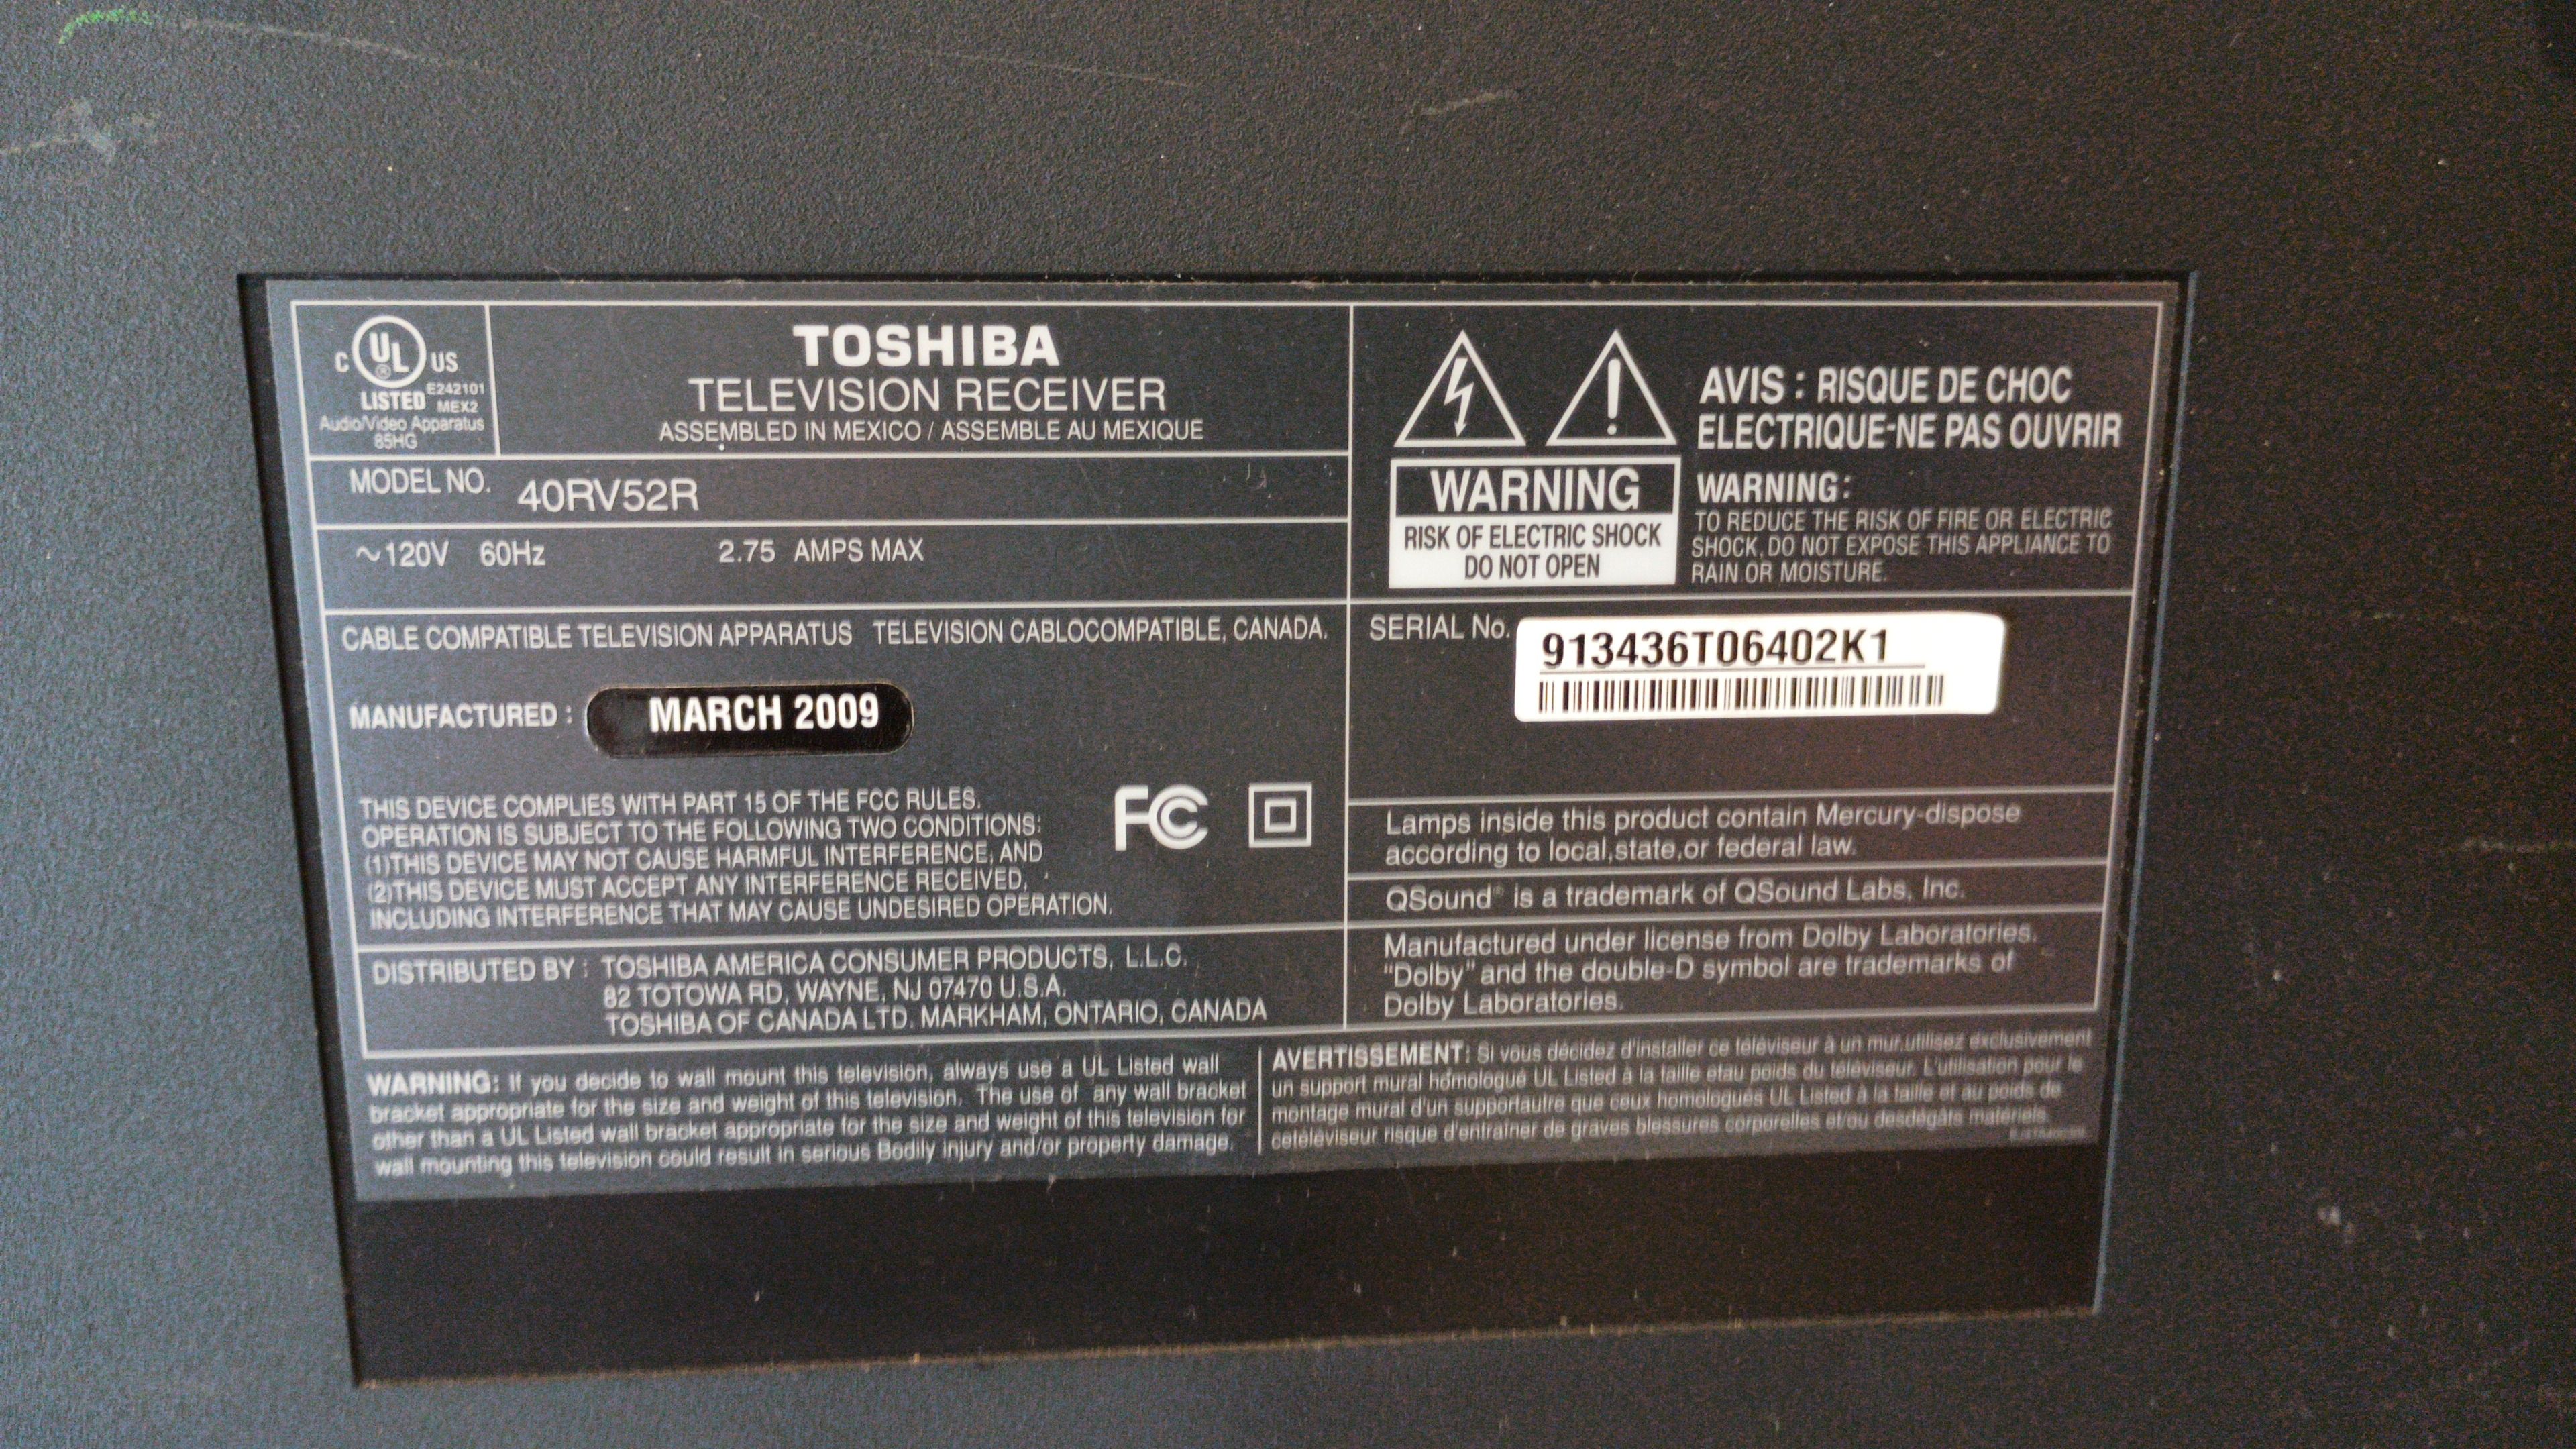 C UL US
®
LISTED E242101
MEX2
Audio/Video Apparatus
85HG
TOSHIBA
TELEVISION RECEIVER
ASSEMBLED IN MEXICO / ASSEMBLE AU MEXIQUE
MODEL NO. 40RV52R
~120V 60Hz 2.75 AMPS MAX
CABLE COMPATIBLE TELEVISION APPARATUS TELEVISION CABLOCOMPATIBLE, CANADA.
MANUFACTURED : MARCH 2009
THIS DEVICE COMPLIES WITH PART 15 OF THE FCC RULES.
OPERATION IS SUBJECT TO THE FOLLOWING TWO CONDITIONS:
(1)THIS DEVICE MAY NOT CAUSE HARMFUL INTERFERENCE, AND
(2)THIS DEVICE MUST ACCEPT ANY INTERFERENCE RECEIVED,
INCLUDING INTERFERENCE THAT MAY CAUSE UNDESIRED OPERATION.
FC
DISTRIBUTED BY : TOSHIBA AMERICA CONSUMER PRODUCTS, L.L.C.
82 TOTOWA RD, WAYNE, NJ 07470 U.S.A.
TOSHIBA OF CANADA LTD. MARKHAM, ONTARIO, CANADA
AVIS : RISQUE DE CHOC
ELECTRIQUE-NE PAS OUVRIR
WARNING
RISK OF ELECTRIC SHOCK
DO NOT OPEN
WARNING:
TO REDUCE THE RISK OF FIRE OR ELECTRIC
SHOCK, DO NOT EXPOSE THIS APPLIANCE TO
RAIN OR MOISTURE.
SERIAL No. 913436T06402K1
Lamps inside this product contain Mercury-dispose
according to local,state,or federal law.
QSound® is a trademark of QSound Labs, Inc.
Manufactured under license from Dolby Laboratories.
"Dolby" and the double-D symbol are trademarks of
Dolby Laboratories.
WARNING: If you decide to wall mount this television, always use a UL Listed wall
bracket appropriate for the size and weight of this television. The use of any wall bracket
other than a UL Listed wall bracket appropriate for the size and weight of this television for
wall mounting this television could result in serious Bodily injury and/or property damage.
AVERTISSEMENT: Si vous décidez d'installer ce téléviseur à un mur,utilisez exclusivement
un support mural homologué UL Listed à la taille etau poids du téléviseur. L'utilisation pour le
montage mural d'un supportautre que ceux homologués UL Listed à la taille et au poids de
cetéléviseur risque d'entraîner de graves blessures corporelles et/ou desdégâts matériels.